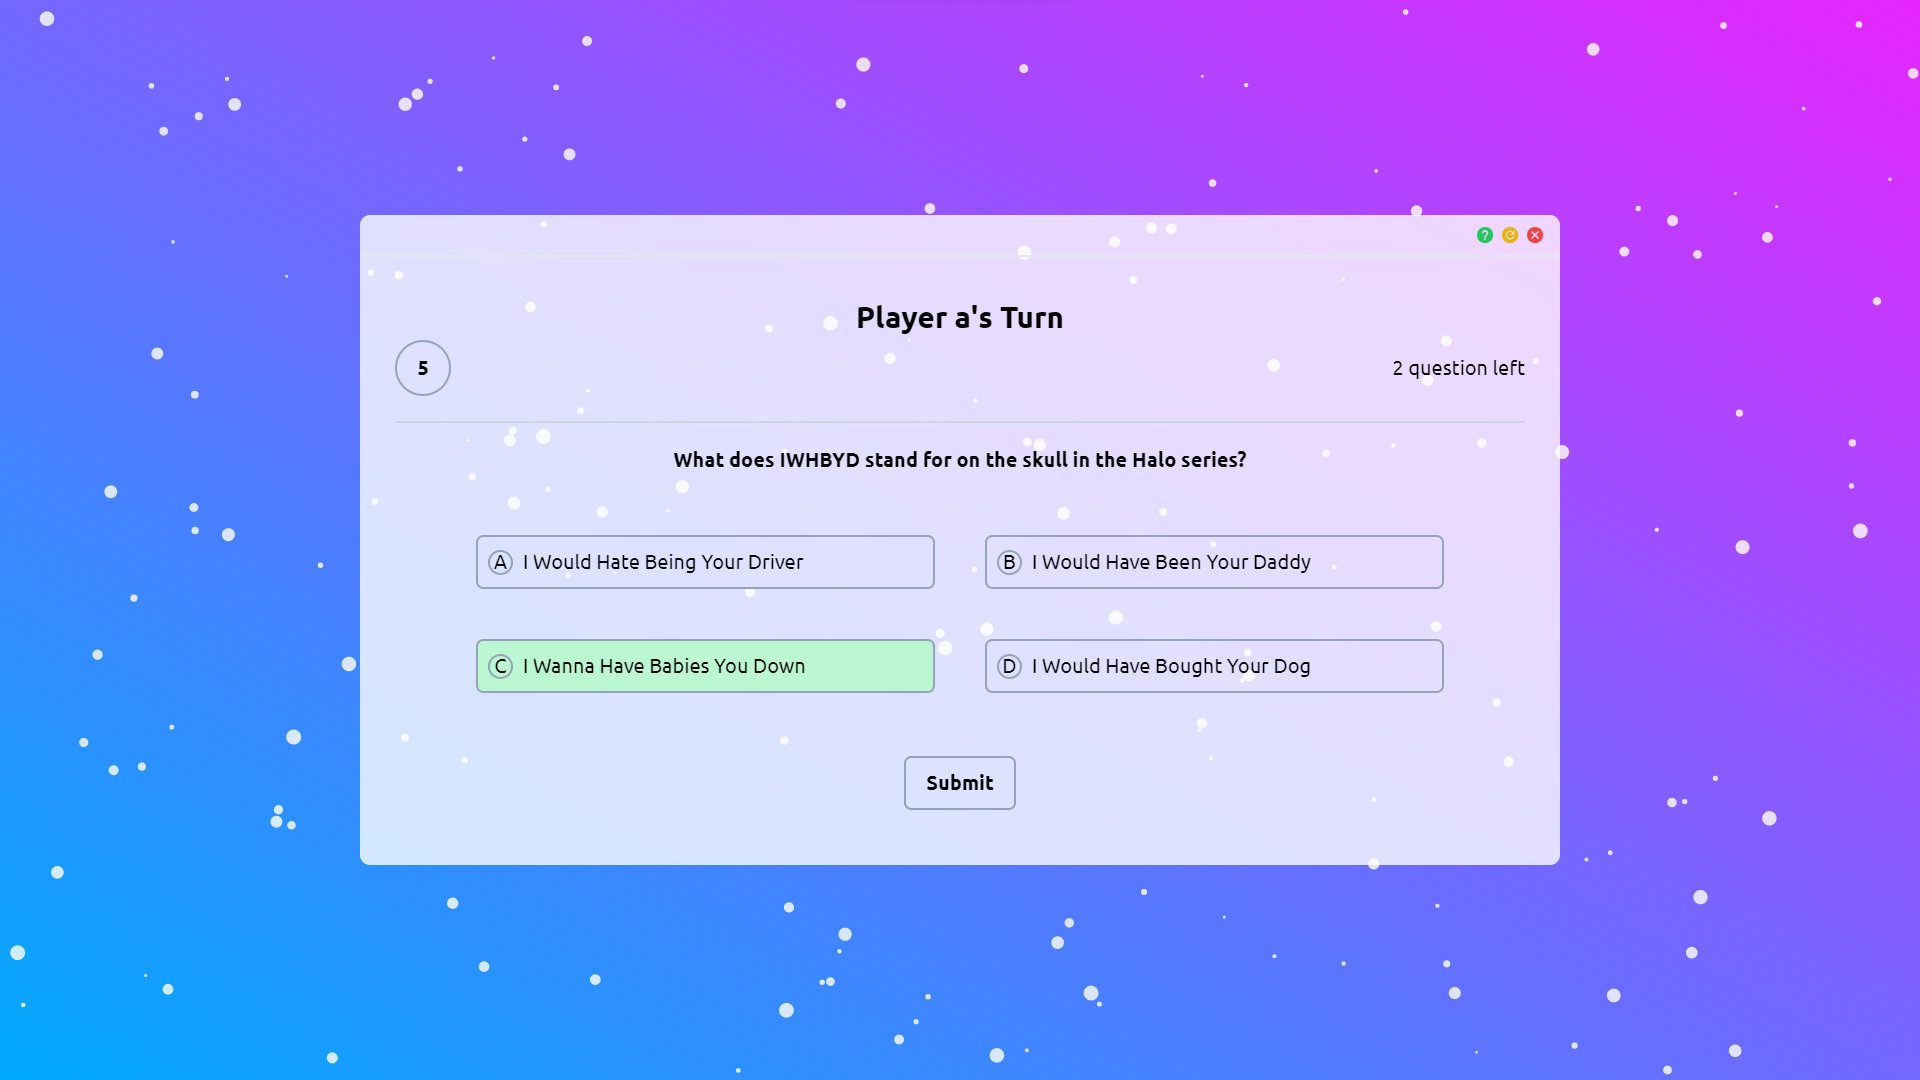 ?
Player a's Turn
5
2 question left
What does IWHBYD stand for on the skull in the Halo series?
A I Would Hate Being Your Driver
B I Would Have Been Your Daddy
C I Wanna Have Babies You Down
D I Would Have Bought Your Dog
Submit